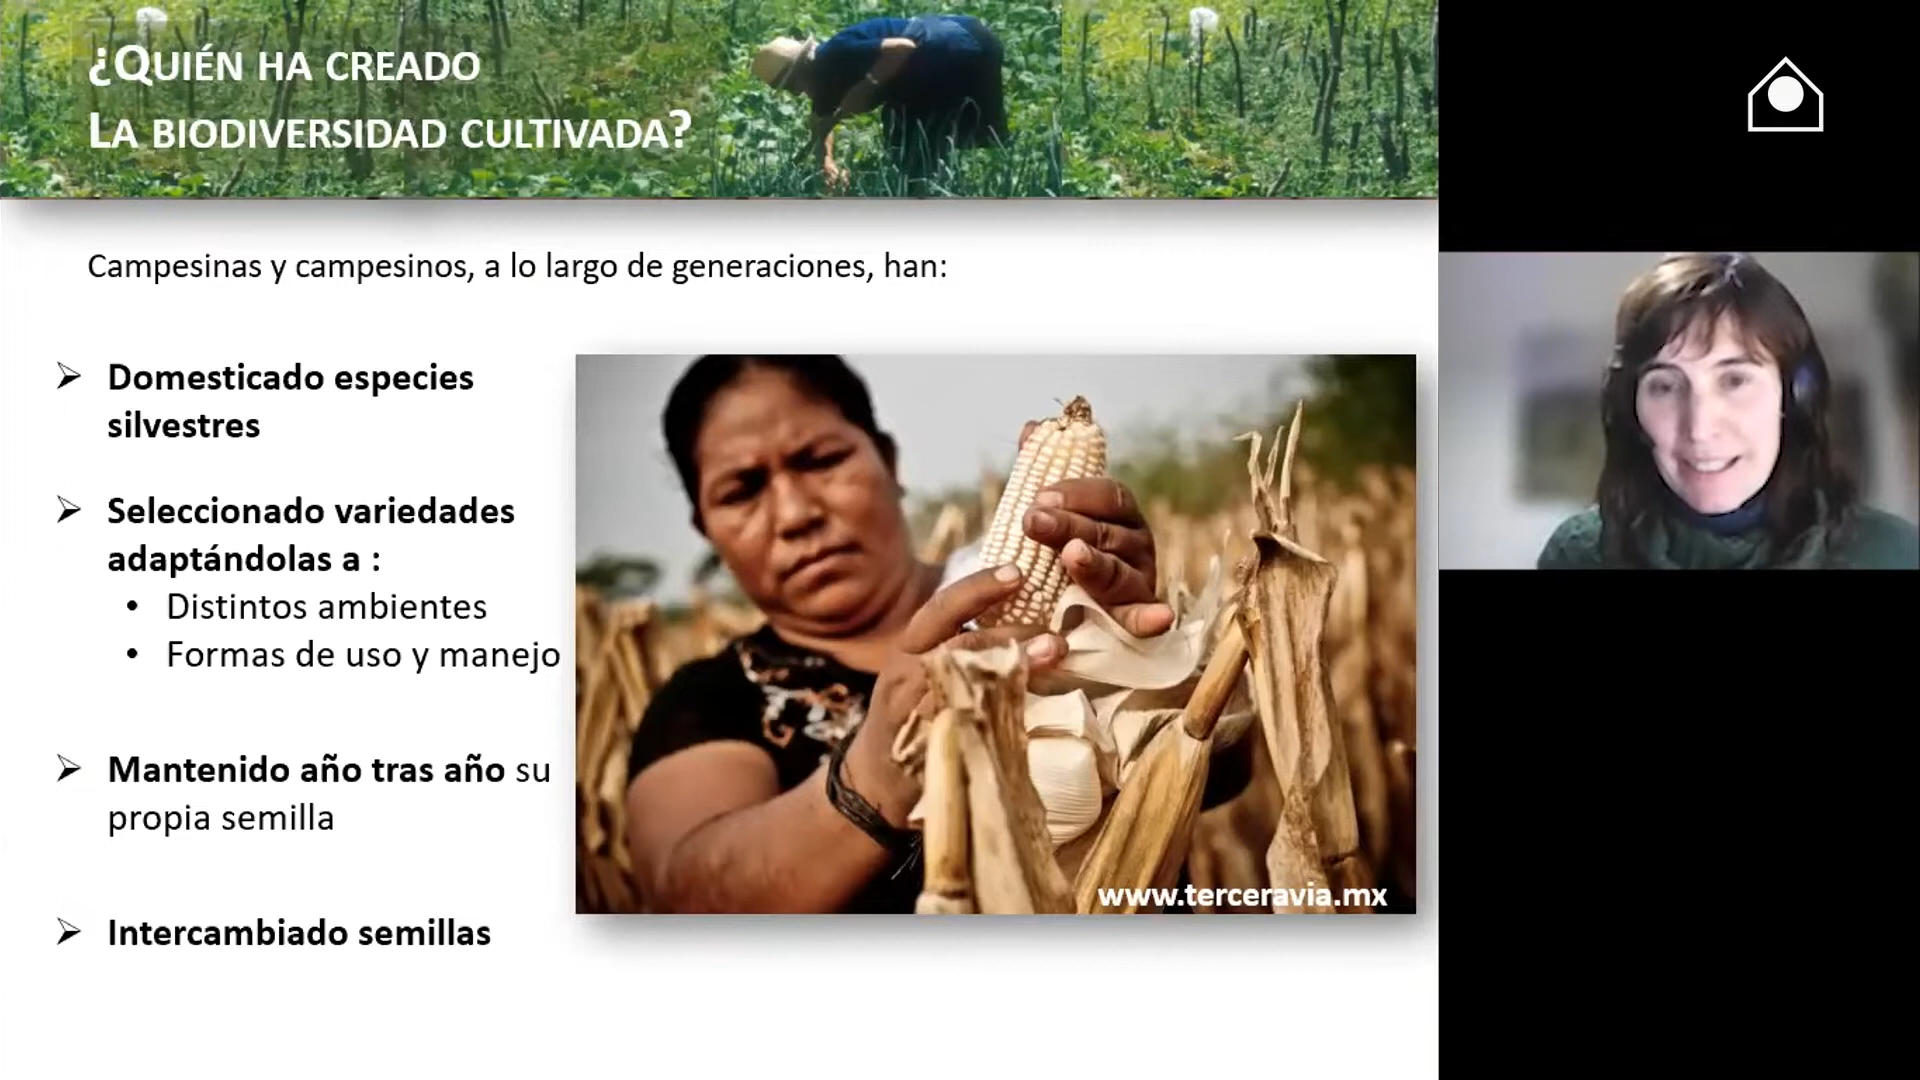 ¿Quién ha creado
La biodiversidad cultivada?
Campesinas y campesinos, a lo largo de generaciones, han:
Domesticado especies
silvestres
Seleccionado variedades
adaptándolas a :
Distintos ambientes
Formas de uso y manejo
Mantenido año tras año su
propia semilla
Intercambiado semillas
www.terceravia.mx